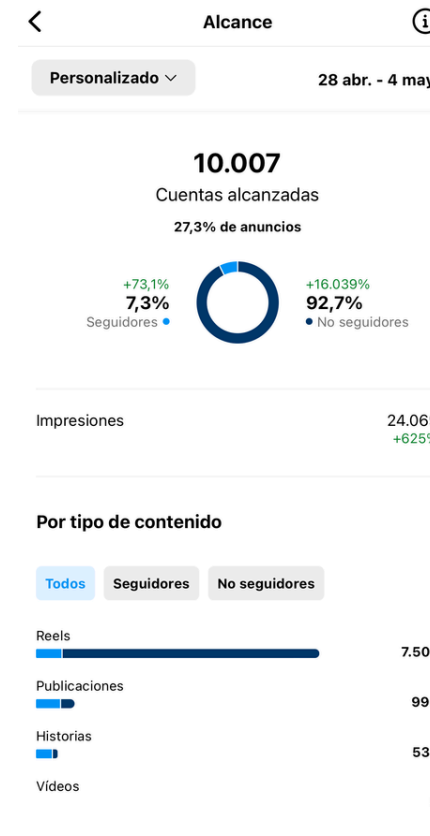 Alcance
Personalizado
28 abr. - 4 may
10.007
Cuentas alcanzadas
27,3% de anuncios
+73,1%
7,3%
Seguidores
+16.039%
92,7%
No seguidores
Impresiones
24.06
+625%
Por tipo de contenido
Todos Seguidores No seguidores
Reels
7.50
Publicaciones
99
Historias
53
Vídeos